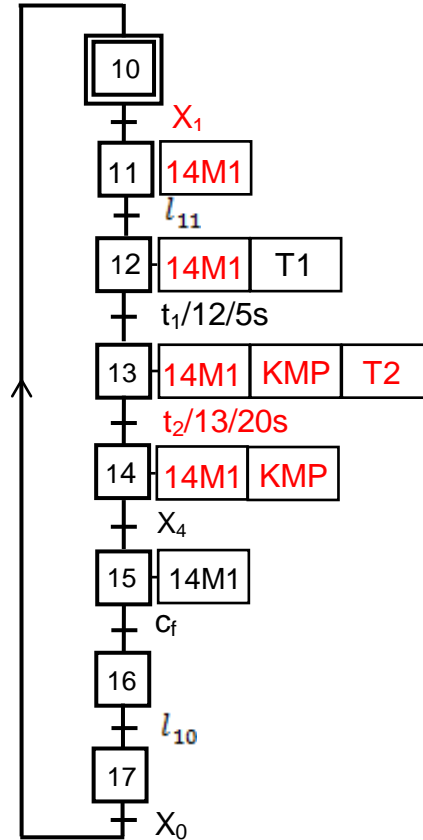 10
X₁
11 14M1
l₁₁
12 14M1 T1
t₁/12/5s
13 14M1 KMP T2
t₂/13/20s
14 14M1 KMP
X₄
15 14M1
c_f
16
l₁₀
17
X₀